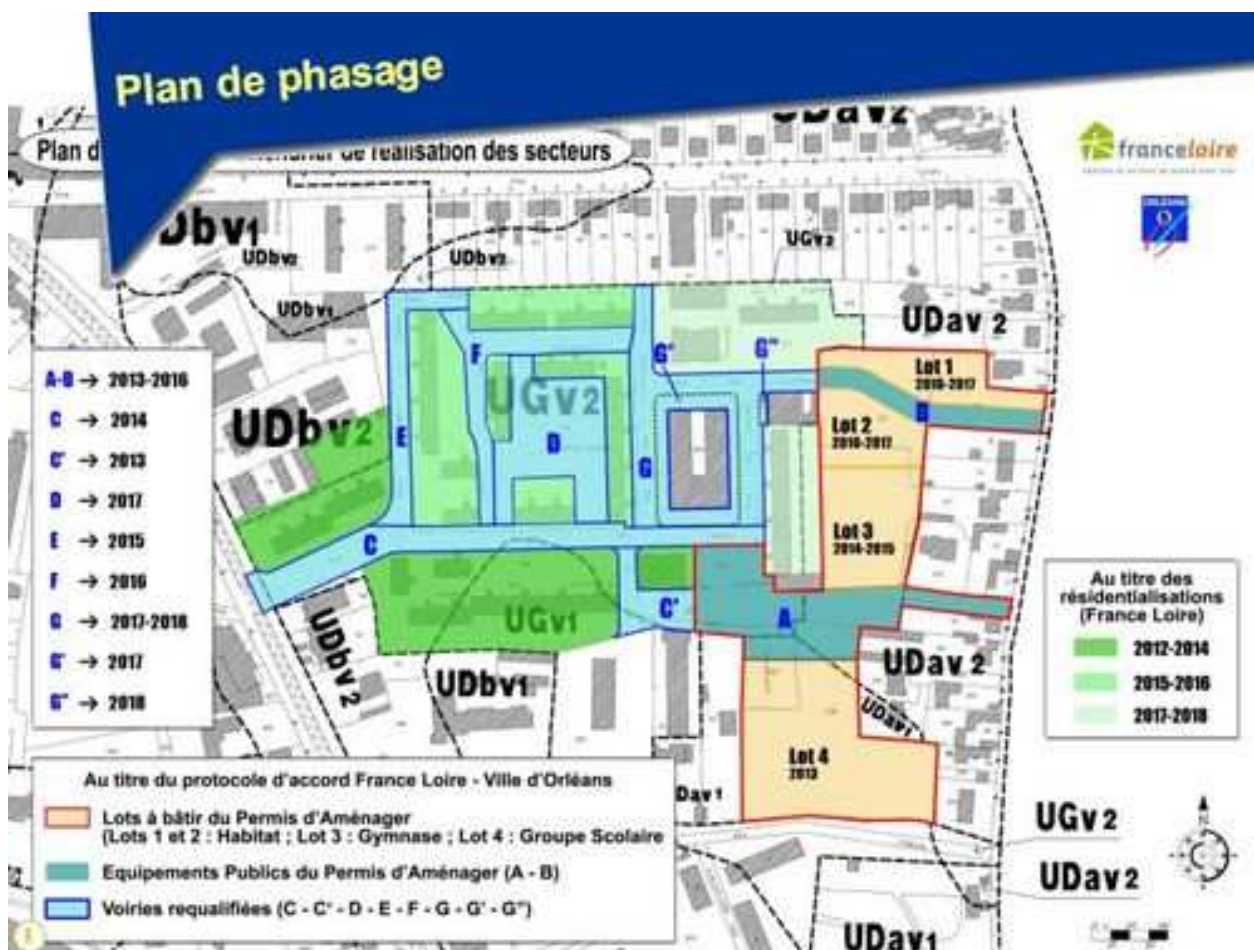 Plan de phasage
Plan d
de réalisation des secteurs
UDav2
franceloire
ORLÉANS
UDbv1
UDbv2
UDbv2
UGv2
UDbv1
UDav 2
A-B → 2013-2016
C → 2014
C' → 2013
D → 2017
E → 2015
F → 2016
G → 2017-2018
G' → 2017
G" → 2018
UDbv2
F
UGv2
E
D
G
G'
G"
Lot 1
2016-2017
B
Lot 2
2016-2017
Lot 3
2014-2015
C
UGv1
C'
A
UDbv 2
UDbv1
UDav 2
UDav1
Lot 4
2013
Au titre des
résidentialisations
(France Loire)
2012-2014
2015-2016
2017-2018
Au titre du protocole d'accord France Loire - Ville d'Orléans
Lots à bâtir du Permis d'Aménager
(Lots 1 et 2 : Habitat ; Lot 3 : Gymnase ; Lot 4 : Groupe Scolaire
Equipements Publics du Permis d'Aménager (A - B)
Voiries requalifiées (C - C' - D - E - F - G - G' - G")
Dav1
UGv2
UDav2
UDav1